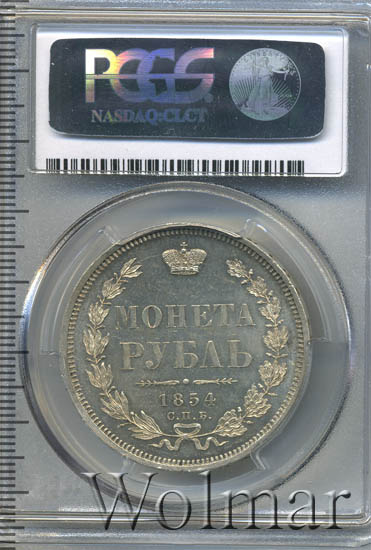 PCGS
NASDAQ:CLCT
МОНЕТА
РУБЛЬ
1854
С.П.Б.
Wolmar